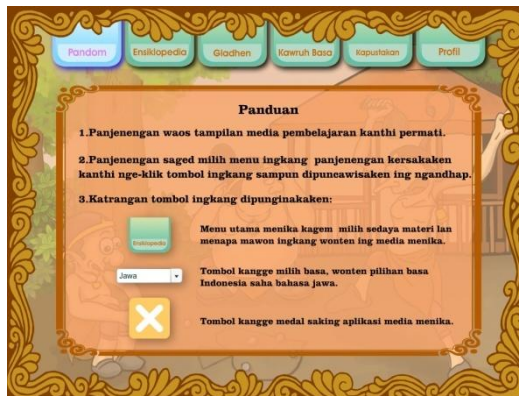 Pandom
Ensiklopedia
Gladhen
Kawruh Basa
Kapustakan
Profil
Panduan
1.Panjenengan waos tampilan media pembelajaran kanthi permati.
2.Panjenengan saged milih menu ingkang panjenengan kersakaken
kanthi nge-klik tombol ingkang sampun dipuncawisaken ing ngandhap.
3.Katrangan tombol ingkang dipunginakaken:
Ensiklopedia
Menu utama menika kagem milih sedaya materi lan
menapa mawon ingkang wonten ing media menika.
Jawa
Tombol kangge milih basa, wonten pilihan basa
Indonesia saha bahasa jawa.
Tombol kangge medal saking aplikasi media menika.